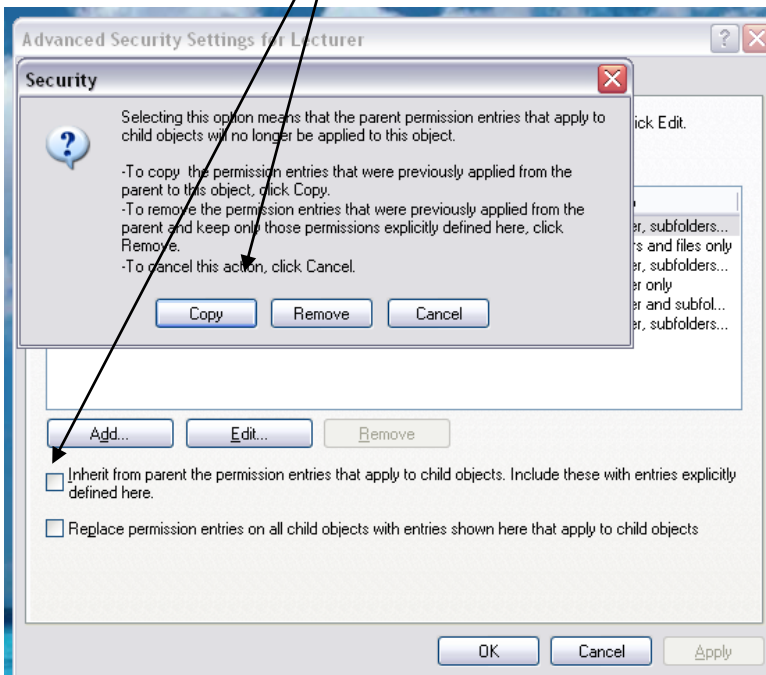 Advanced Security Settings for Lecturer
Security
Selecting this option means that the parent permission entries that apply to
child objects will no longer be applied to this object.
-To copy the permission entries that were previously applied from the
parent to this object, click Copy.
-To remove the permission entries that were previously applied from the
parent and keep only those permissions explicitly defined here, click
Remove.
-To cancel this action, click Cancel.
Copy Remove Cancel
ick Edit.
er, subfolders...
rs and files only
er, subfolders...
er only
er and subfol...
er, subfolders...
Add... Edit... Remove
Inherit from parent the permission entries that apply to child objects. Include these with entries explicitly
defined here.
Replace permission entries on all child objects with entries shown here that apply to child objects
OK Cancel Apply